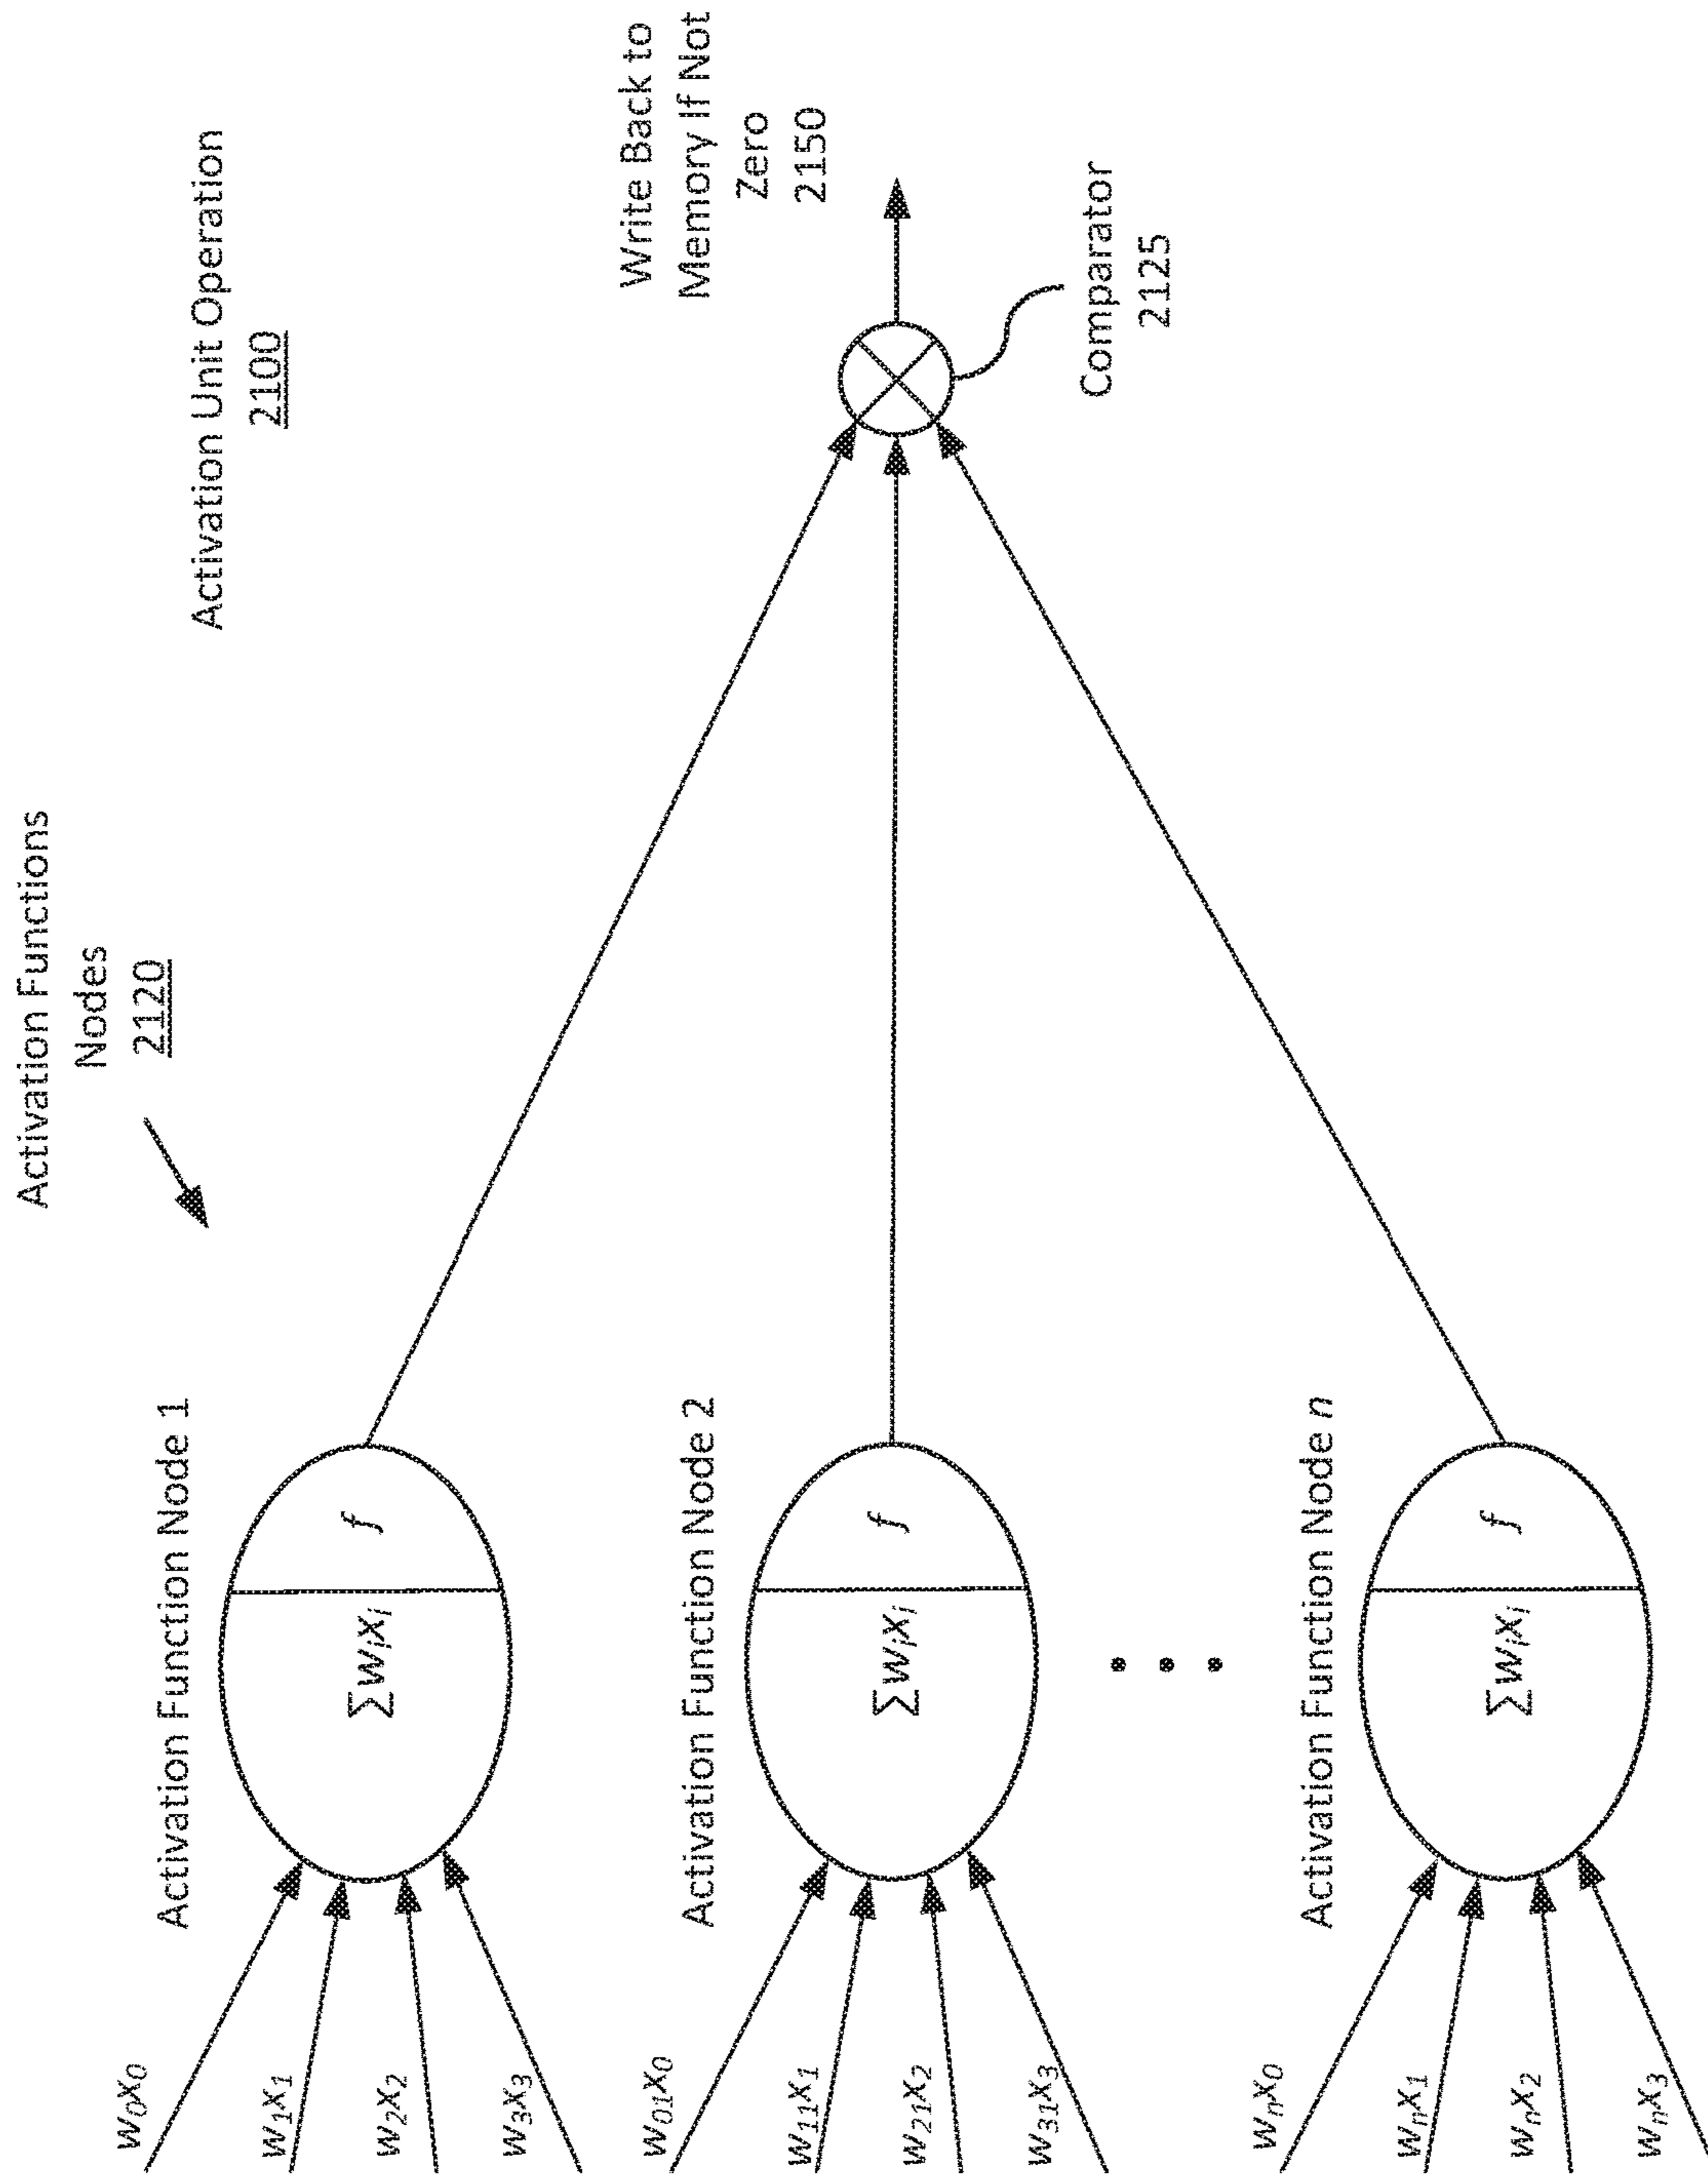 Activation Functions
Nodes
2120
Activation Unit Operation
2100
Activation Function Node 1
w0x0
w1x1
w2x2
w3x3
∑wixi
f
Activation Function Node 2
w01x0
w11x1
w21x2
w31x3
∑wixi
f
Activation Function Node n
wnx0
wnx1
wnx2
wnx3
∑wixi
f
Write Back to
Memory If Not
Zero
2150
Comparator
2125